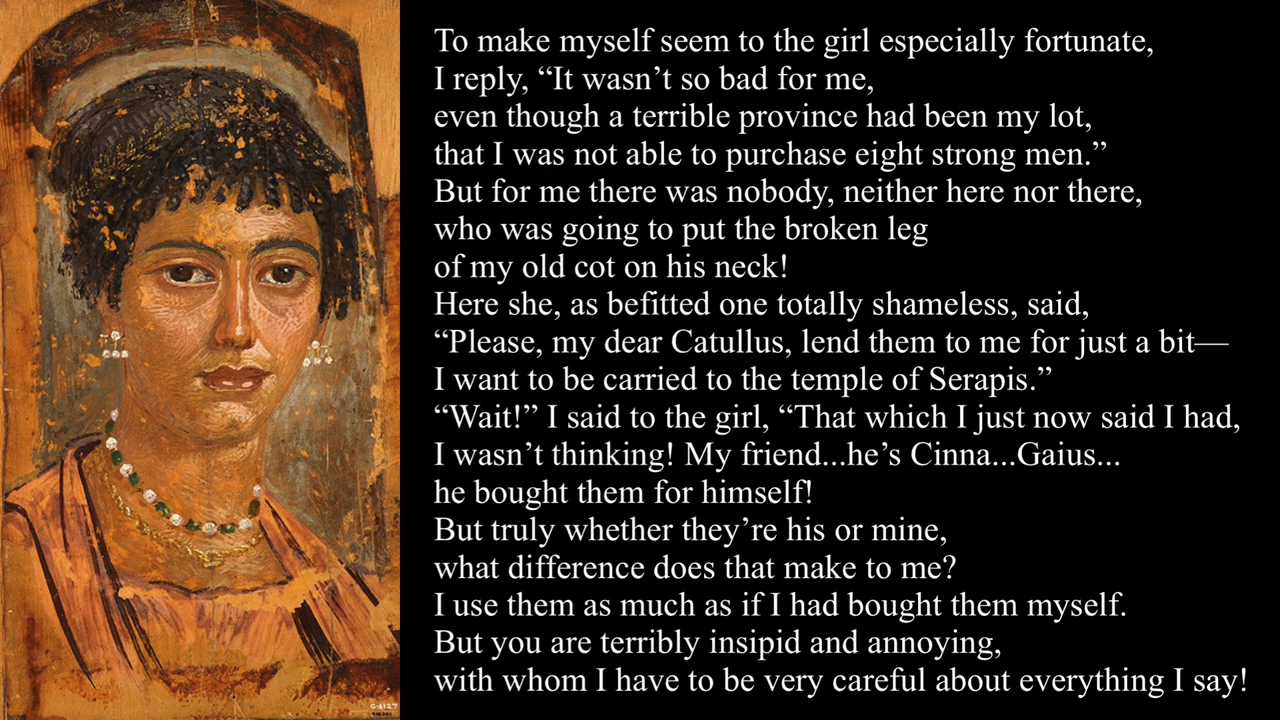 To make myself seem to the girl especially fortunate,
I reply, “It wasn’t so bad for me,
even though a terrible province had been my lot,
that I was not able to purchase eight strong men.”
But for me there was nobody, neither here nor there,
who was going to put the broken leg
of my old cot on his neck!
Here she, as befitted one totally shameless, said,
“Please, my dear Catullus, lend them to me for just a bit—
I want to be carried to the temple of Serapis.”
“Wait!” I said to the girl, “That which I just now said I had,
I wasn’t thinking! My friend...he’s Cinna...Gaius...
he bought them for himself!
But truly whether they’re his or mine,
what difference does that make to me?
I use them as much as if I had bought them myself.
But you are terribly insipid and annoying,
with whom I have to be very careful about everything I say!